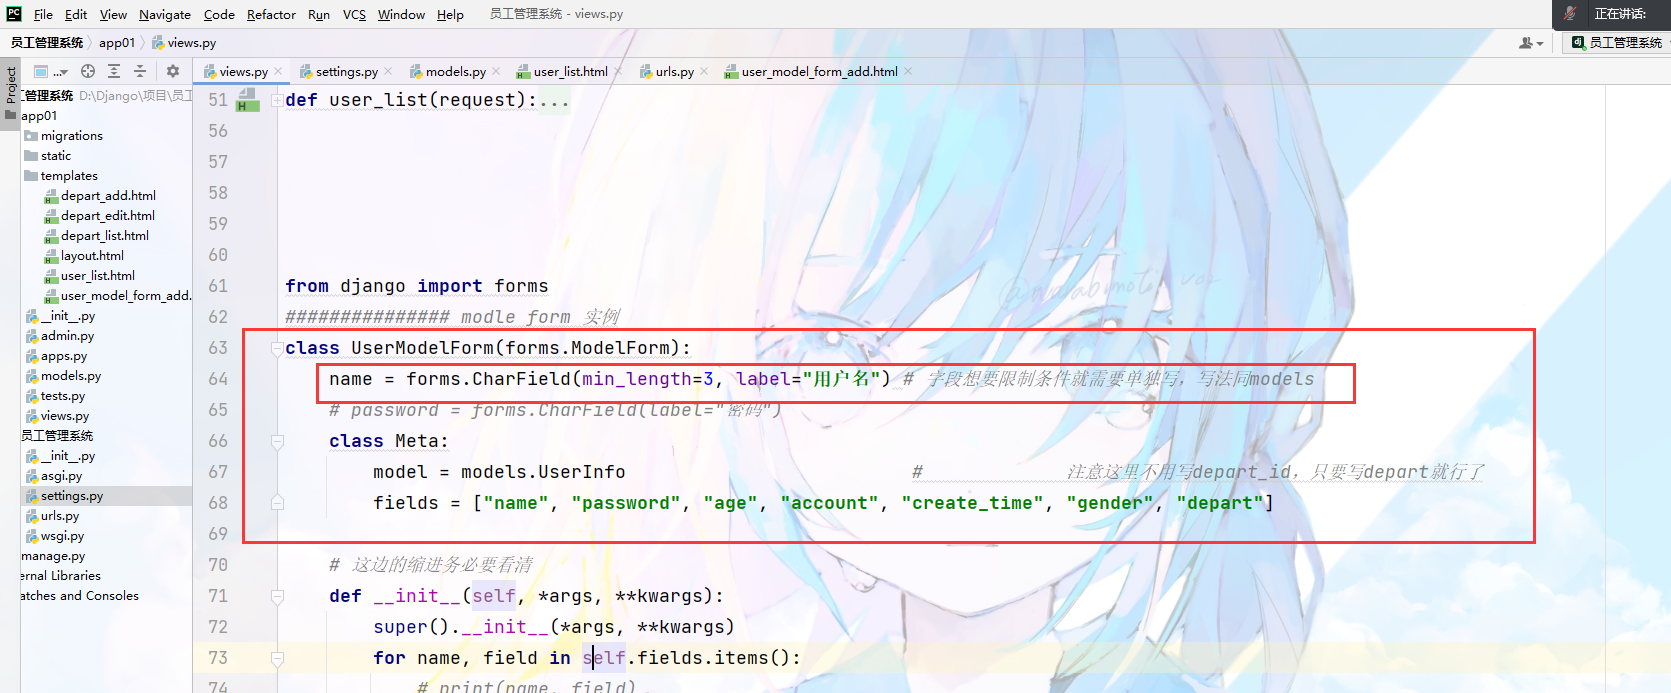 PC File Edit View Navigate Code Refactor Run VCS Window Help 员工管理系统 - views.py
正在讲话:
员工管理系统 app01 views.py
dj 员工管理系统
Project
views.py settings.py models.py user_list.html urls.py user_model_form_add.html
工管理系统 D:\Django\项目\员工
app01
migrations
static
templates
depart_add.html
depart_edit.html
depart_list.html
layout.html
user_list.html
user_model_form_add.
__init__.py
admin.py
apps.py
models.py
tests.py
views.py
员工管理系统
__init__.py
asgi.py
settings.py
urls.py
wsgi.py
manage.py
ernal Libraries
atches and Consoles
51 def user_list(request):...
56
57
58
59
60
61 from django import forms
62 ############### modle form 实例
63 class UserModelForm(forms.ModelForm):
64 name = forms.CharField(min_length=3, label="用户名") # 字段想要限制条件就需要单独写，写法同models
65 # password = forms.CharField(label="密码")
66 class Meta:
67 model = models.UserInfo # 注意这里不用写depart_id，只要写depart就行了
68 fields = ["name", "password", "age", "account", "create_time", "gender", "depart"]
69
70 # 这边的缩进务必要看清
71 def __init__(self, *args, **kwargs):
72 super().__init__(*args, **kwargs)
73 for name, field in self.fields.items():
74 # print(name, field)